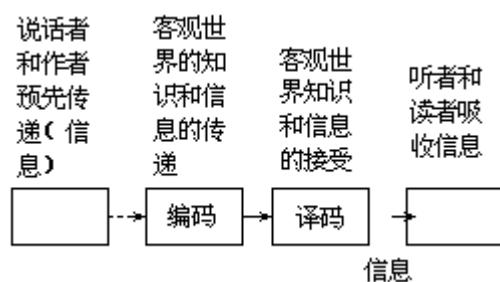 说话者
和作者
预先传
递(信
息)
客观世
界的知
识和信
息的传
递
客观世
界知识
和信息
的接受
听者和
读者吸
收信息
编码
译码
信息